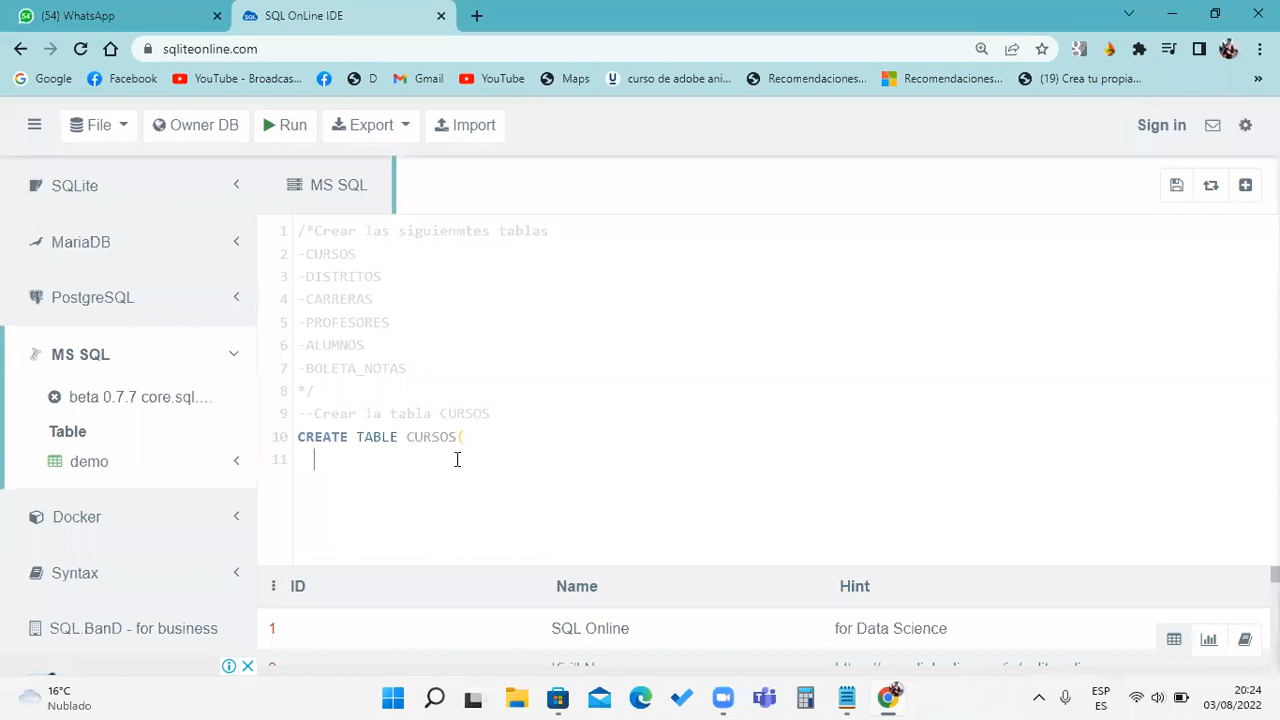 (54) WhatsApp
SQL OnLine IDE
sqliteonline.com
Google
Facebook
YouTube - Broadcas...
D
Gmail
YouTube
Maps
curso de adobe ani...
Recomendaciones...
Recomendaciones...
(19) Crea tu propia...
»
File
Owner DB
Run
Export
Import
Sign in
SQLite
MS SQL
MariaDB
PostgreSQL
MS SQL
beta 0.7.7 core.sql....
Table
demo
Docker
Syntax
SQL.BanD - for business
1 /*Crear las siguienmtes tablas
2 -CURSOS
3 -DISTRITOS
4 -CARRERAS
5 -PROFESORES
6 -ALUMNOS
7 -BOLETA_NOTAS
8 */
9 --Crear la tabla CURSOS
10 CREATE TABLE CURSOS(
11
ID Name Hint
1 SQL Online for Data Science
16°C
Nublado
ESP
ES
20:24
03/08/2022